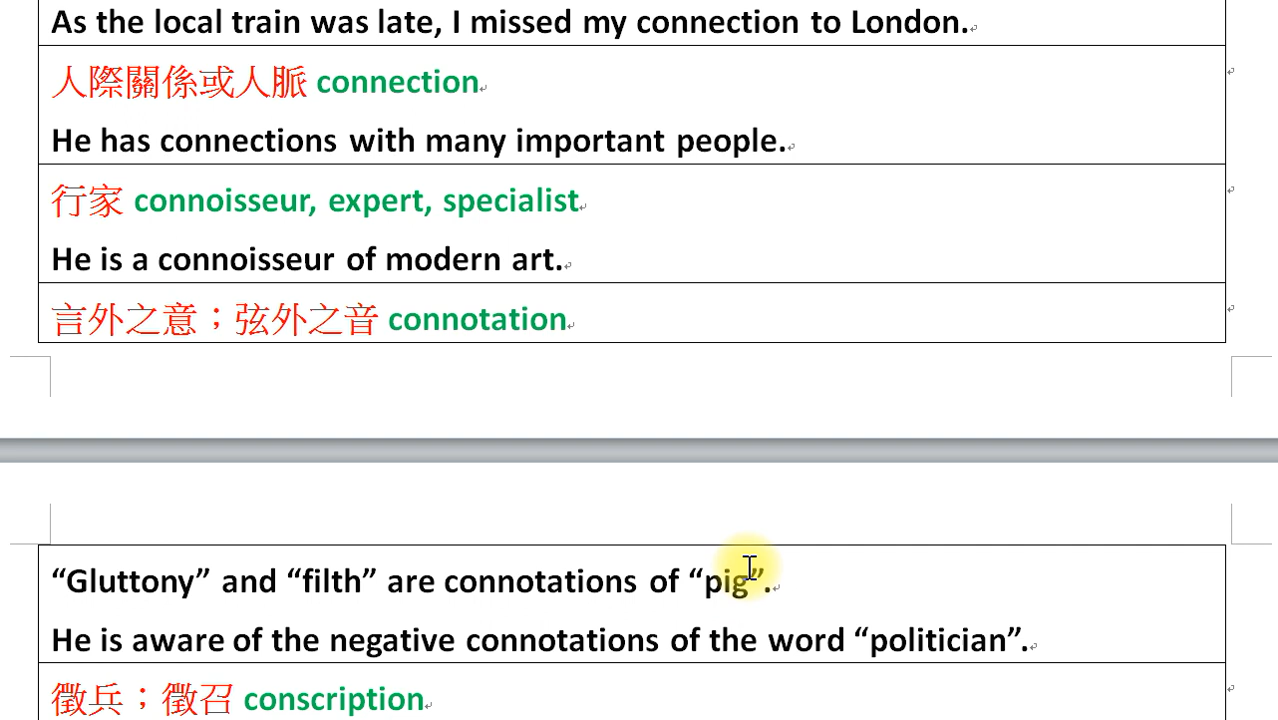 As the local train was late, I missed my connection to London.
人際關係或人脈 connection
He has connections with many important people.
行家 connoisseur, expert, specialist
He is a connoisseur of modern art.
言外之意；弦外之音 connotation
“Gluttony” and “filth” are connotations of “pig”.
He is aware of the negative connotations of the word “politician”.
徵兵；徵召 conscription